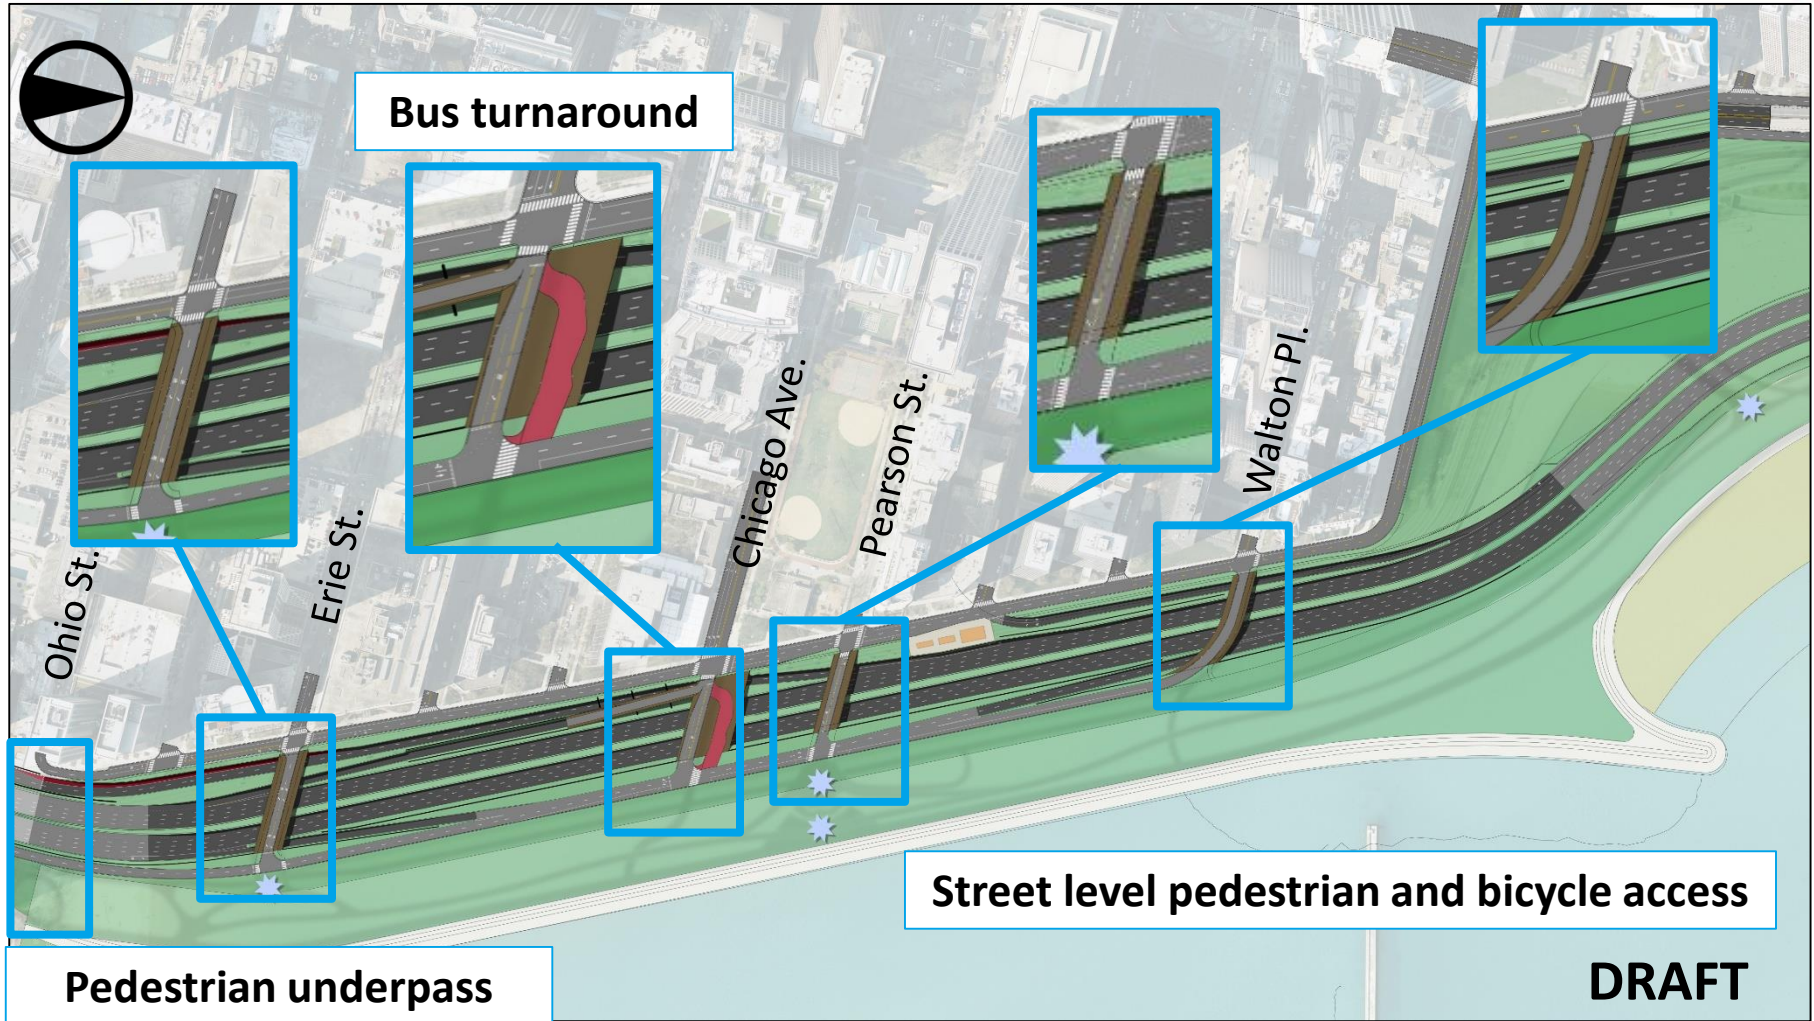 Bus turnaround
Ohio St.
Erie St.
Chicago Ave.
Pearson St.
Walton Pl.
Street level pedestrian and bicycle access
Pedestrian underpass
DRAFT